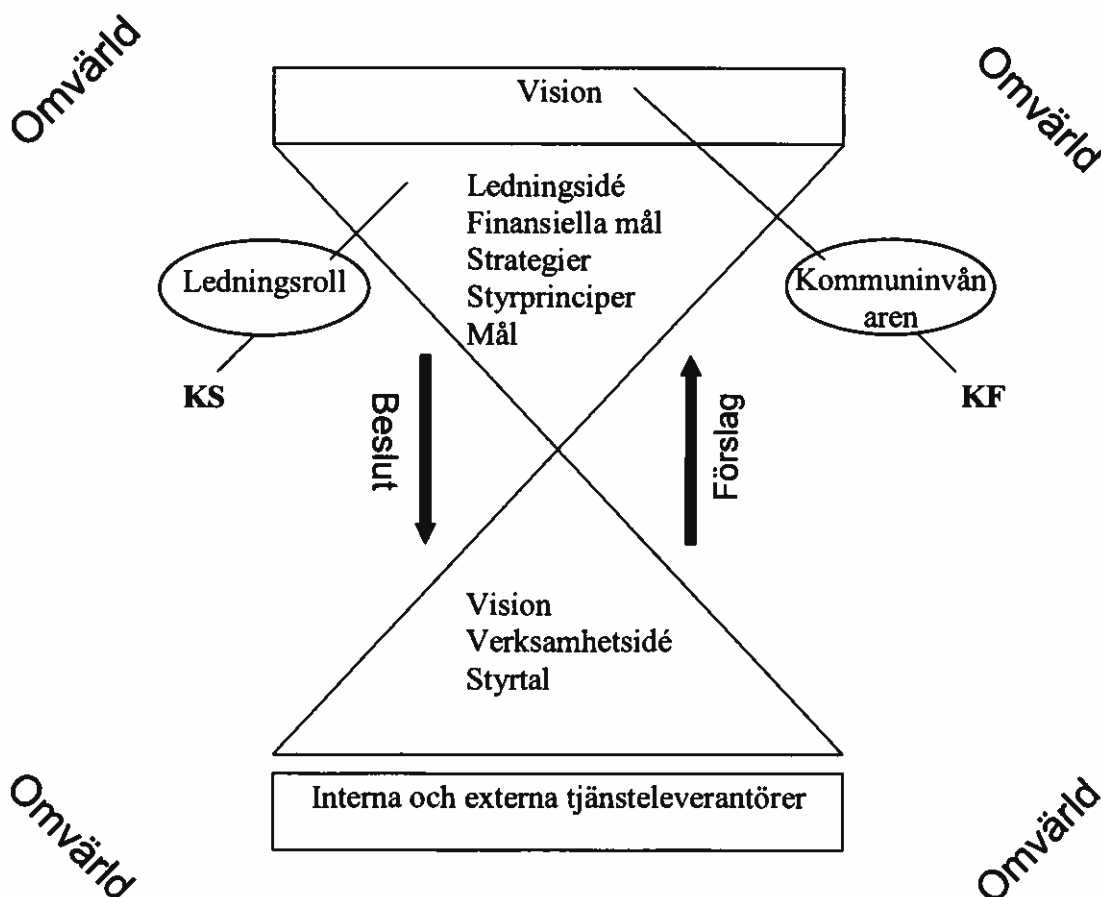 Omvärld
Omvärld
Vision
Ledningsidé
Finansiella mål
Strategier
Styrprinciper
Mål
Ledningsroll
KS
Kommuninvån
aren
KF
Beslut
Förslag
Vision
Verksamhetsidé
Styrtal
Interna och externa tjänsteleverantörer
Omvärld
Omvärld